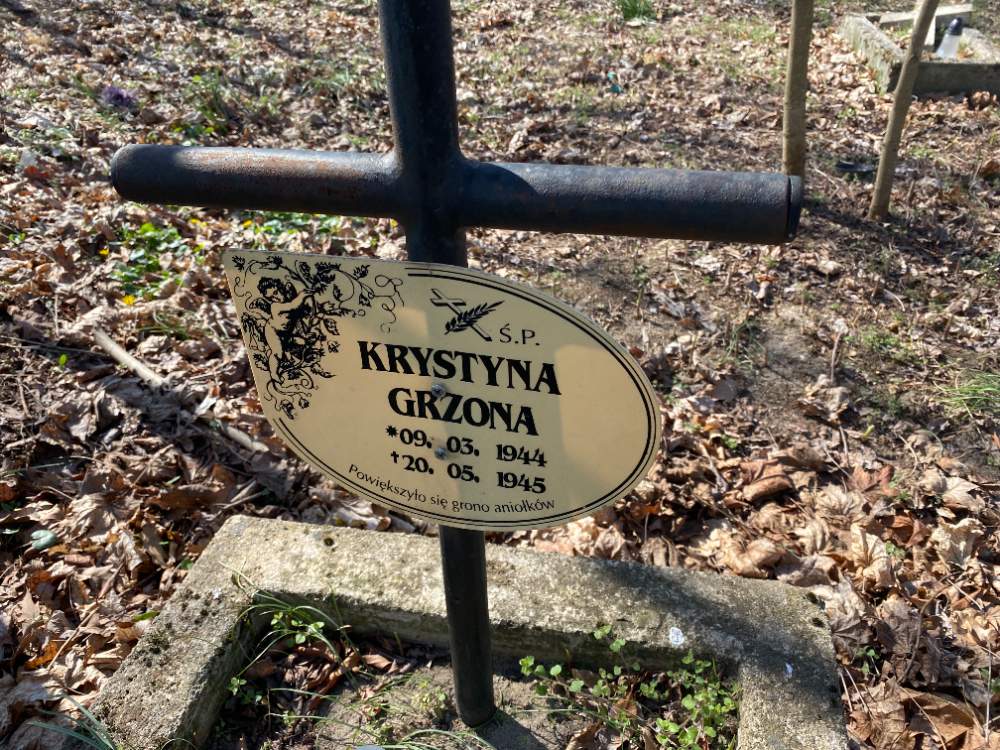 Ś.P.
KRYSTYNA
GRZONA
*09. 03. 1944
†20. 05. 1945
Powiększyło się grono aniołków